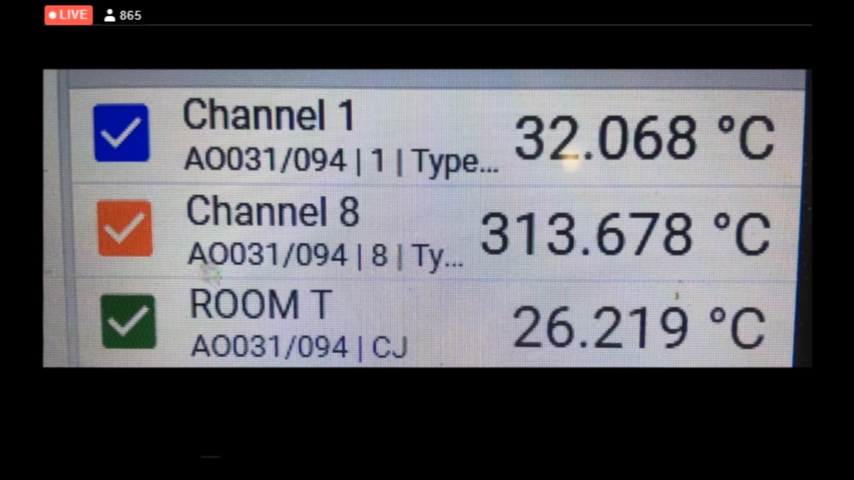 LIVE 865
Channel 1 32.068 °C
AO031/094 | 1 | Type...
Channel 8 313.678 °C
AO031/094 | 8 | Ty...
ROOM T 26.219 °C
AO031/094 | CJ